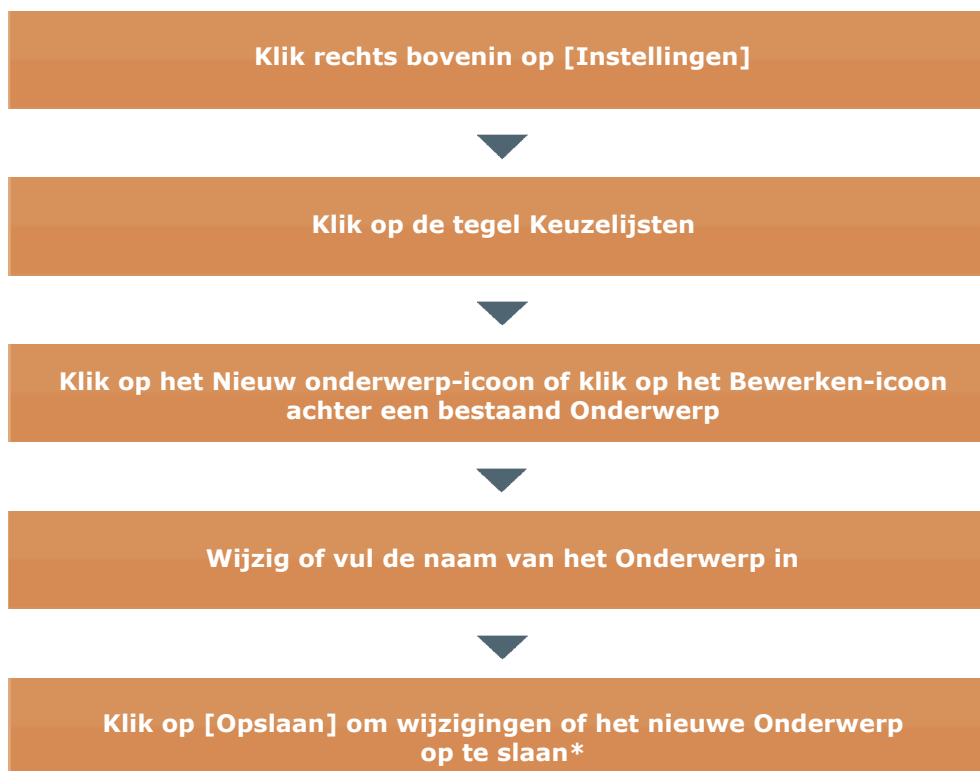 Klik rechts bovenin op [Instellingen]
Klik op de tegel Keuzelijsten
Klik op het Nieuw onderwerp-icoon of klik op het Bewerken-icoon
achter een bestaand Onderwerp
Wijzig of vul de naam van het Onderwerp in
Klik op [Opslaan] om wijzigingen of het nieuwe Onderwerp
op te slaan*